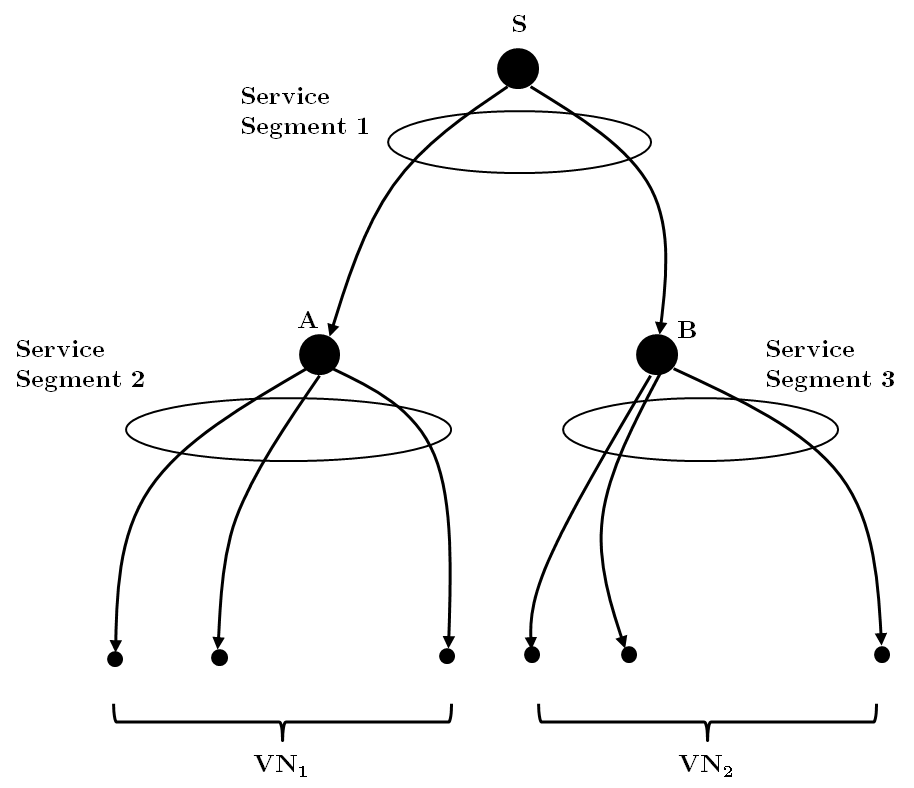 S
Service
Segment 1
A
B
Service
Segment 2
Service
Segment 3
VN₁
VN₂